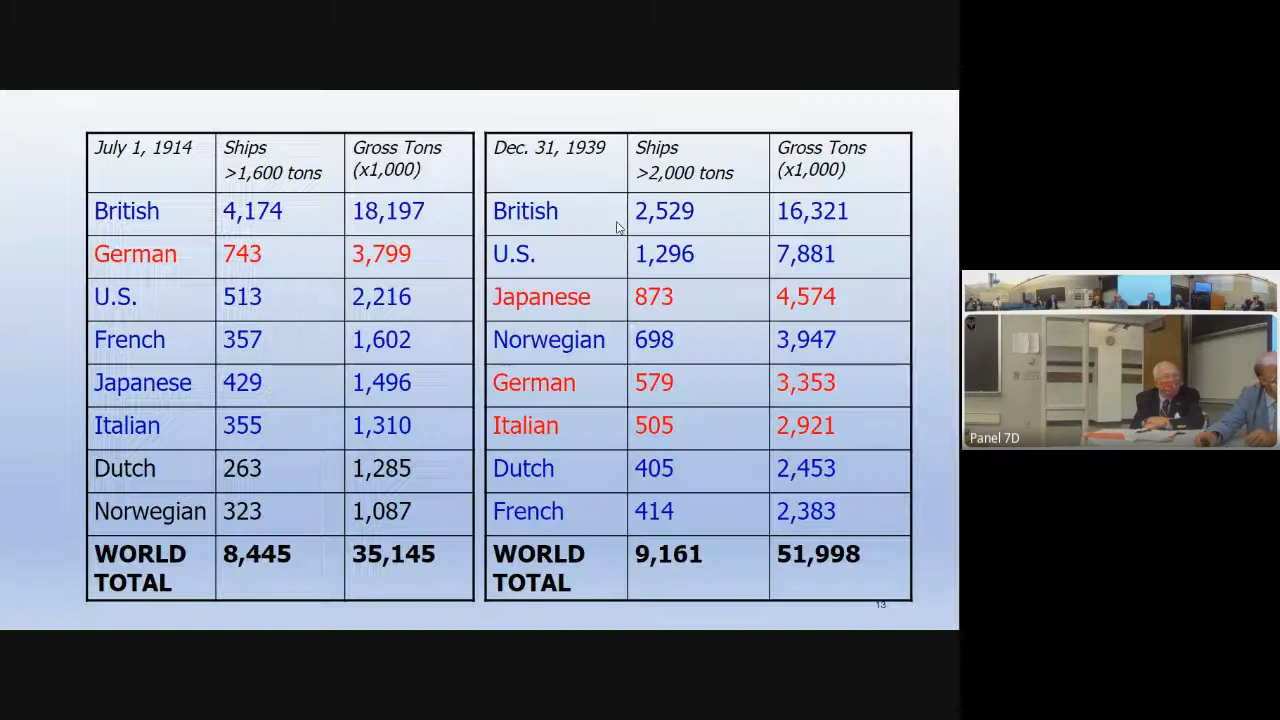 July 1, 1914 Ships >1,600 tons Gross Tons (x1,000)
British 4,174 18,197
German 743 3,799
U.S. 513 2,216
French 357 1,602
Japanese 429 1,496
Italian 355 1,310
Dutch 263 1,285
Norwegian 323 1,087
WORLD TOTAL 8,445 35,145
Dec. 31, 1939 Ships >2,000 tons Gross Tons (x1,000)
British 2,529 16,321
U.S. 1,296 7,881
Japanese 873 4,574
Norwegian 698 3,947
German 579 3,353
Italian 505 2,921
Dutch 405 2,453
French 414 2,383
WORLD TOTAL 9,161 51,998
13
Panel 7D